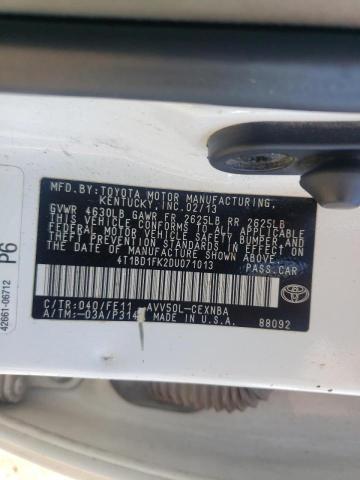 MFD.BY:TOYOTA MOTOR MANUFACTURING,
KENTUCKY,INC.02/13
GVWR 4630LB GAWR FR 2625LB RR 2625LB
THIS VEHICLE CONFORMS TO ALL APPLICABLE
FEDERAL MOTOR VEHICLE SAFETY, BUMPER, AND
THEFT PREVENTION STANDARDS IN EFFECT ON
THE DATE OF MANUFACTURE SHOWN ABOVE.
4T1BD1FK2DU071013
PASS.CAR
C/TR:040/FE11 AVV50L-CEXNBA
A/TM:-03A/P314 MADE IN U.S.A.
88092
TOYOTA
42661-06712
P6